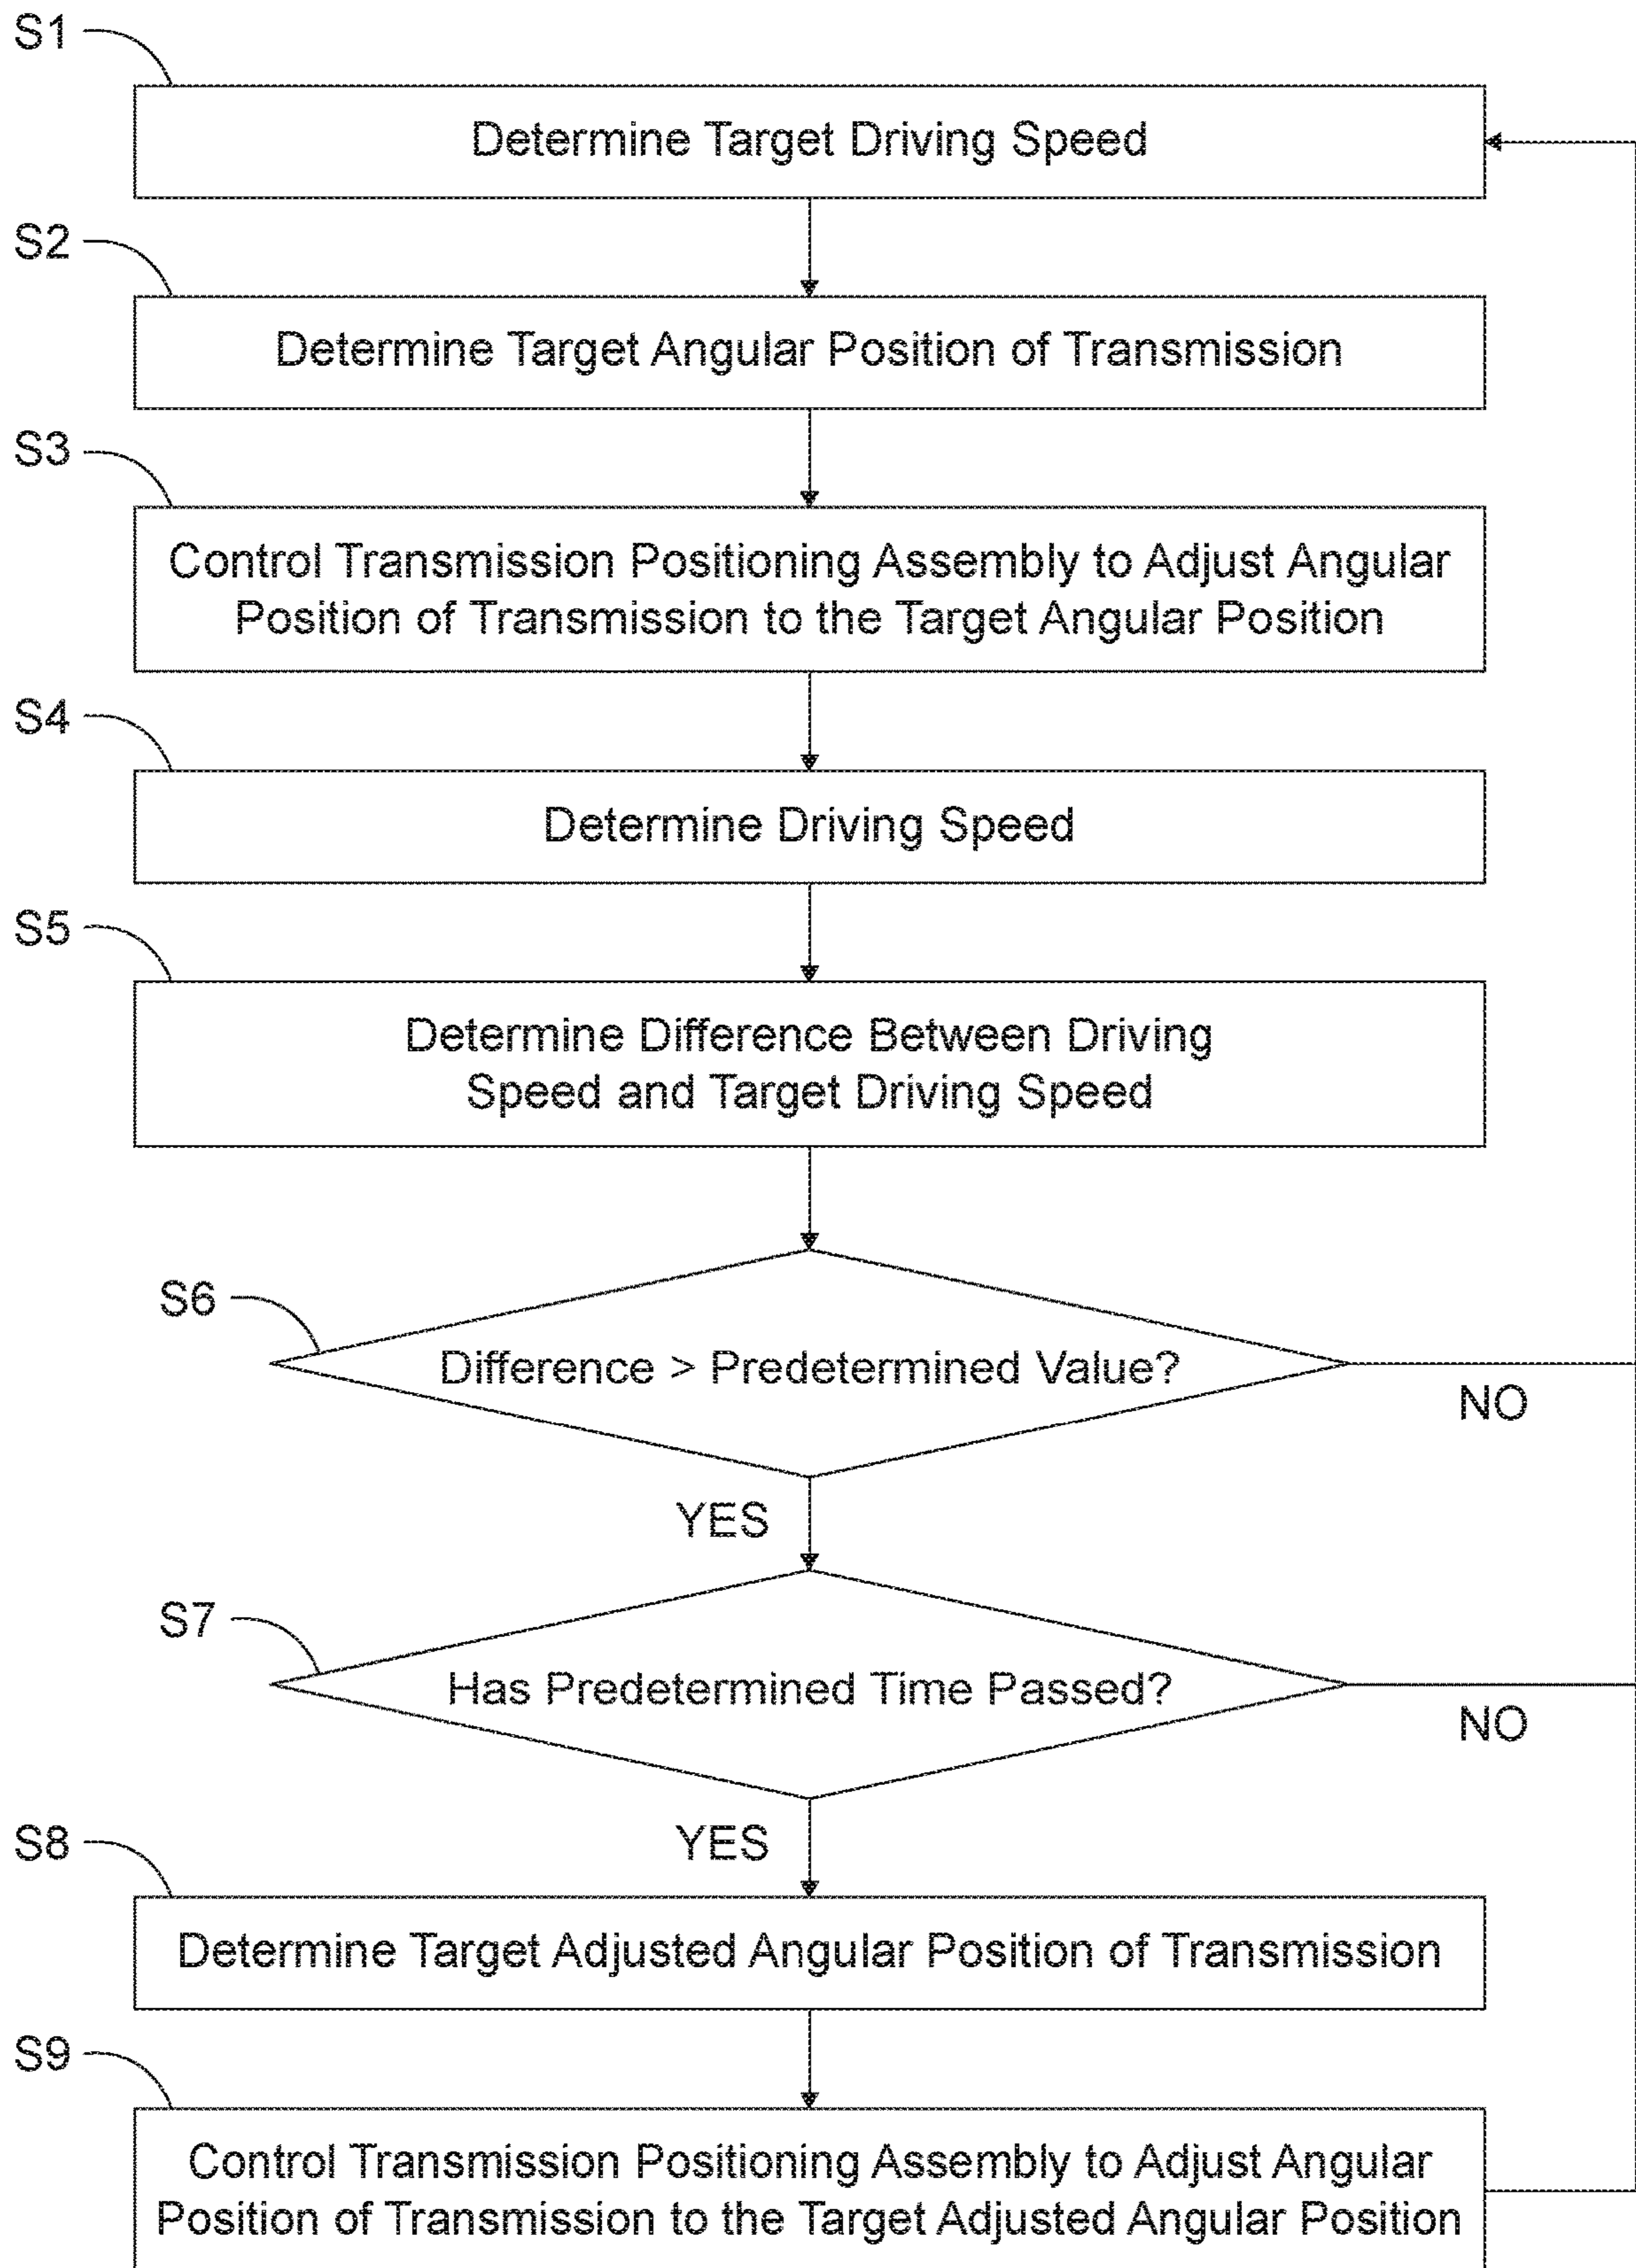 S1
Determine Target Driving Speed
S2
Determine Target Angular Position of Transmission
S3
Control Transmission Positioning Assembly to Adjust Angular
Position of Transmission to the Target Angular Position
S4
Determine Driving Speed
S5
Determine Difference Between Driving
Speed and Target Driving Speed
S6
Difference > Predetermined Value?
NO
YES
S7
Has Predetermined Time Passed?
NO
YES
S8
Determine Target Adjusted Angular Position of Transmission
S9
Control Transmission Positioning Assembly to Adjust Angular
Position of Transmission to the Target Adjusted Angular Position